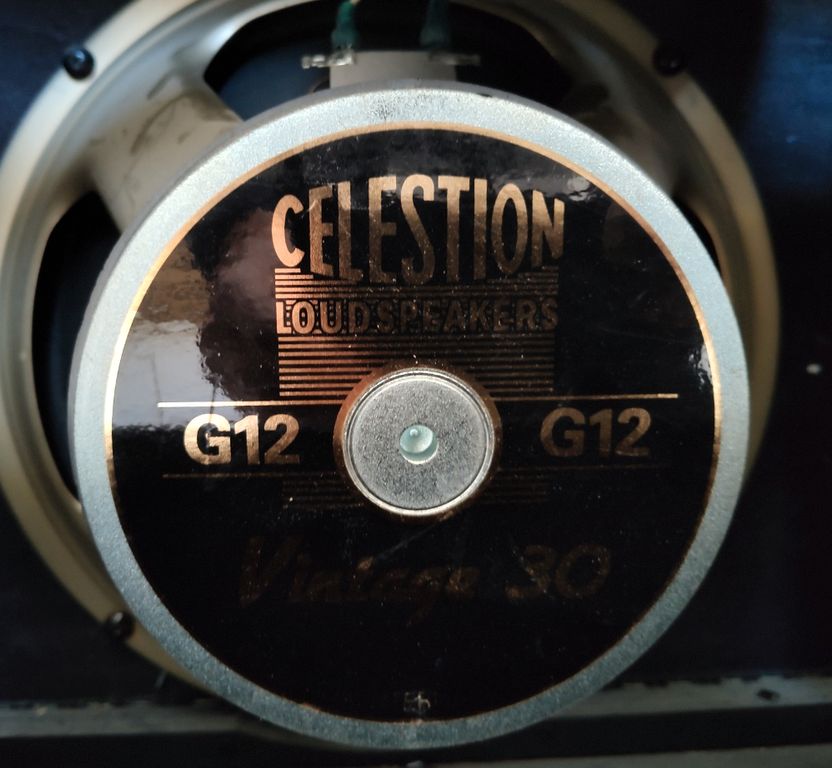 CELESTION
LOUDSPEAKERS
G12 G12
Vintage 30